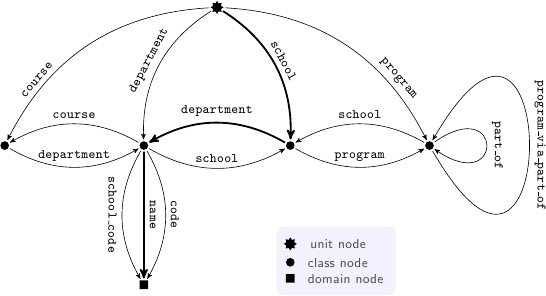 course
department
school
program
course
department
school
department
school
program
part_of
program_via_part_of
school_code
name
code
unit node
class node
domain node